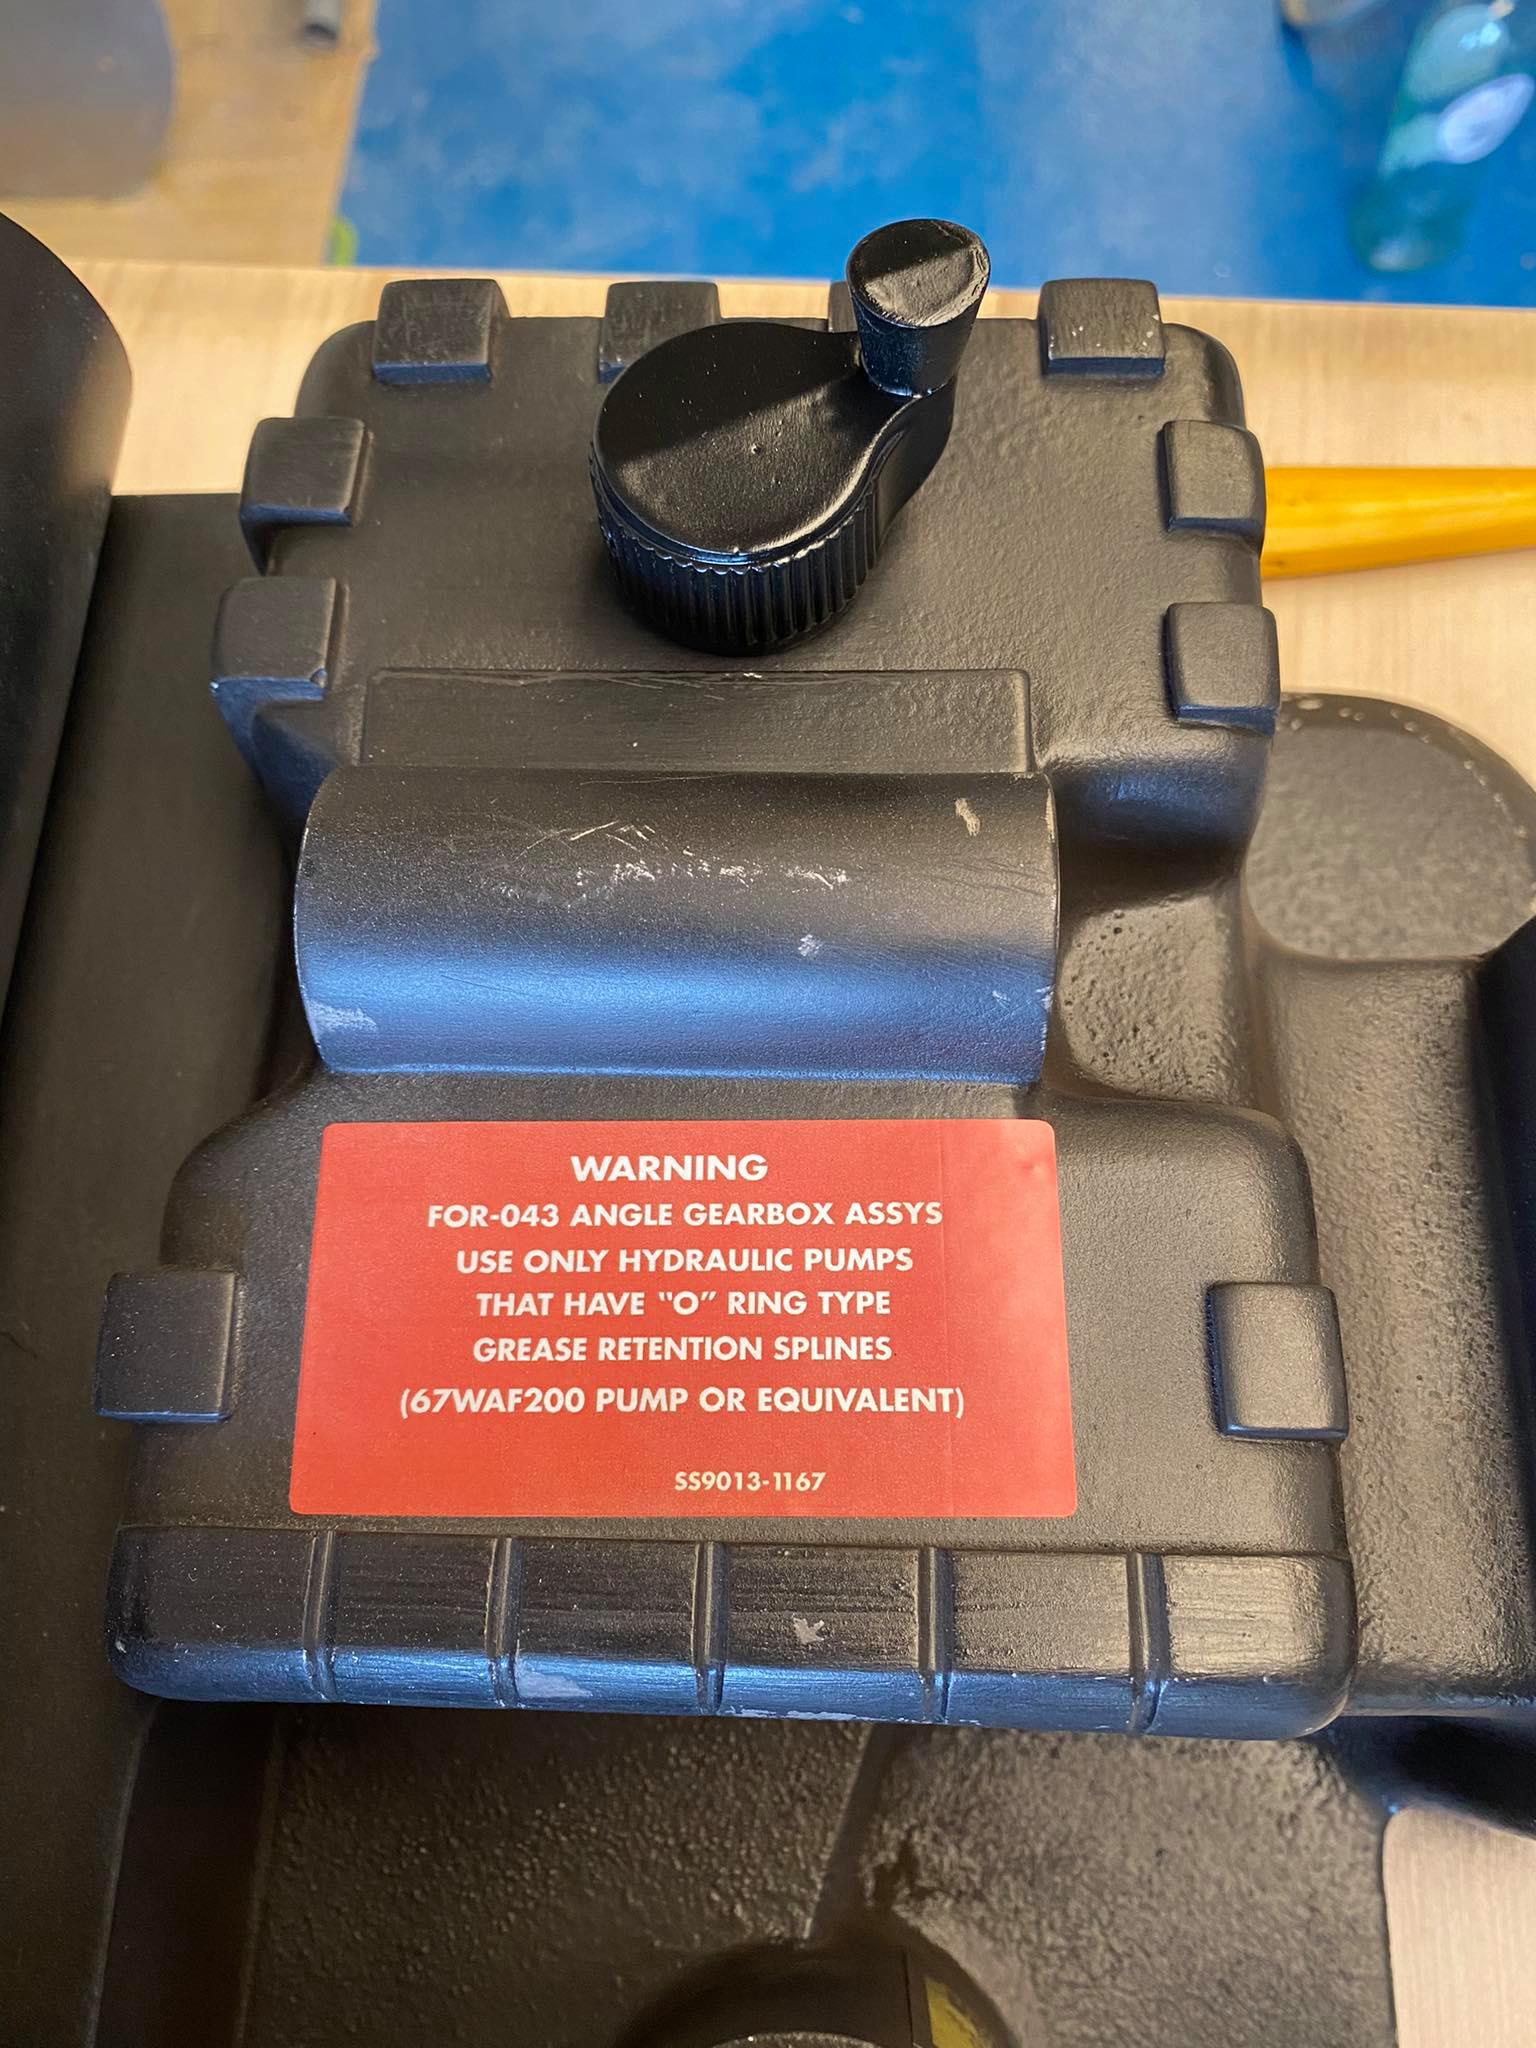 WARNING
FOR-043 ANGLE GEARBOX ASSYS
USE ONLY HYDRAULIC PUMPS
THAT HAVE "O" RING TYPE
GREASE RETENTION SPLINES
(67WAF200 PUMP OR EQUIVALENT)
SS9013-1167